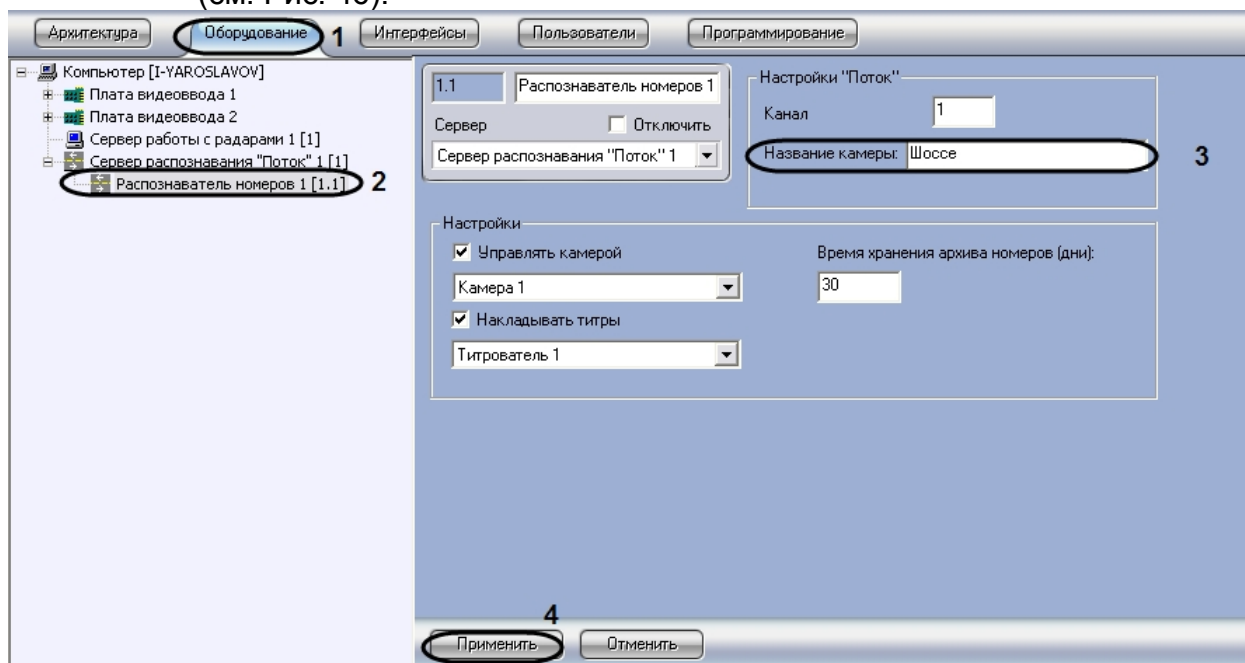 (см. Рис. 43).
Архитектура Оборудование 1 Интерфейсы Пользователи Программирование
Компьютер [I-YAROSLAVOV]
Плата видеоввода 1
Плата видеоввода 2
Сервер работы с радарами 1 [1]
Сервер распознавания "Поток" 1 [1]
Распознаватель номеров 1 [1.1] 2
1.1 Распознаватель номеров 1
Сервер Отключить
Сервер распознавания "Поток" 1
Настройки "Поток"
Канал 1
Название камеры: Шоссе 3
Настройки
Управлять камерой Время хранения архива номеров (дни):
Камера 1 30
Накладывать титры
Титрователь 1
4
Применить Отменить